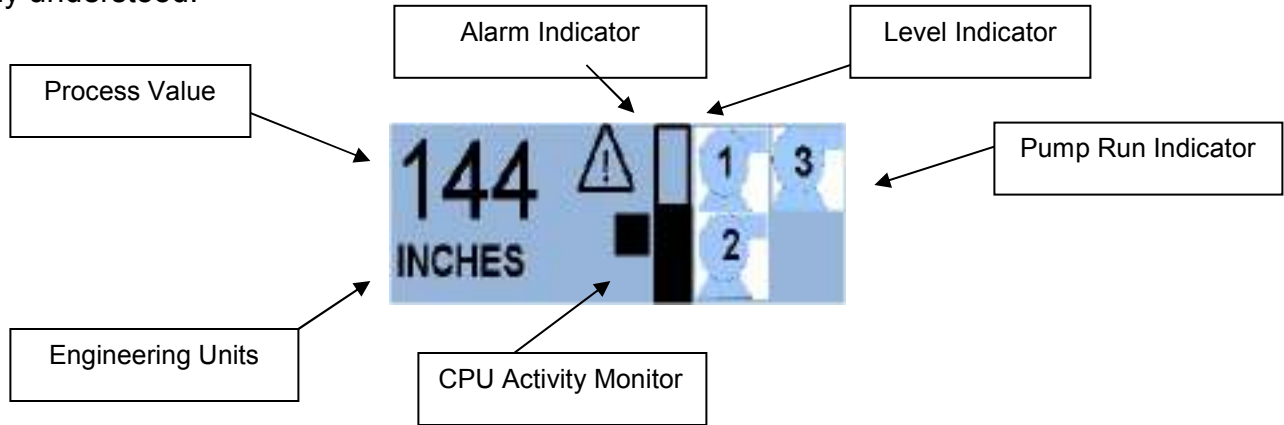 understood.
Alarm Indicator
Level Indicator
Process Value
Pump Run Indicator
144
1
3
2
INCHES
Engineering Units
CPU Activity Monitor